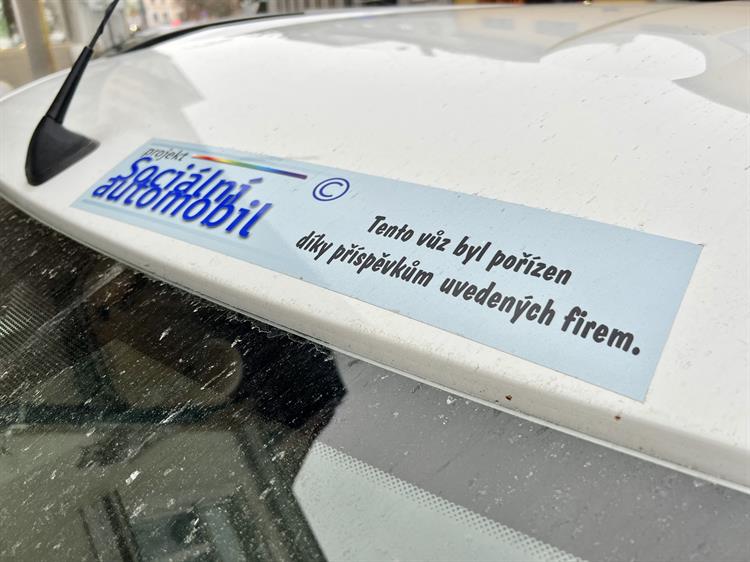 projekt
Sociální
automobil
©
Tento vůz byl pořízen
díky příspěvkům uvedených firem.